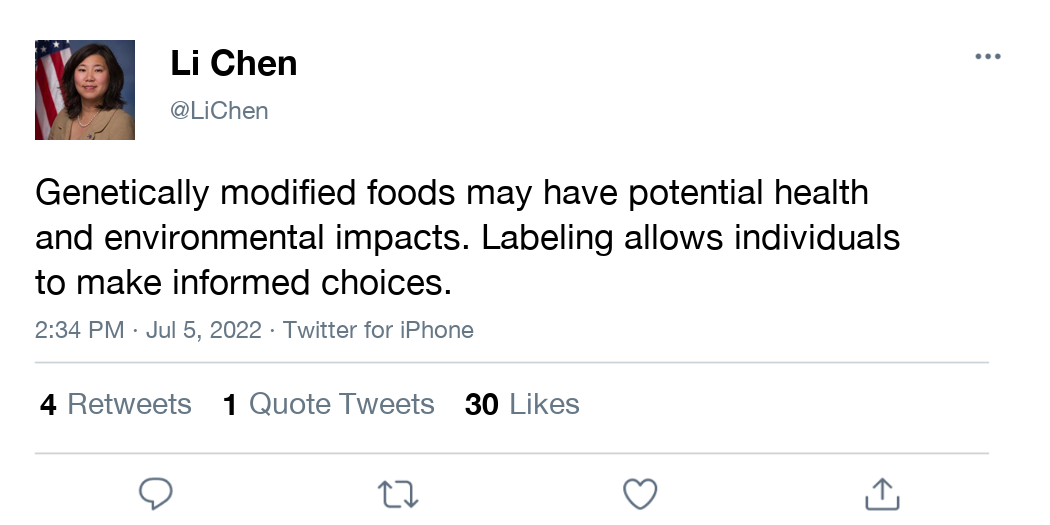 Li Chen
@LiChen
Genetically modified foods may have potential health
and environmental impacts. Labeling allows individuals
to make informed choices.
2:34 PM · Jul 5, 2022 · Twitter for iPhone
4 Retweets 1 Quote Tweets 30 Likes